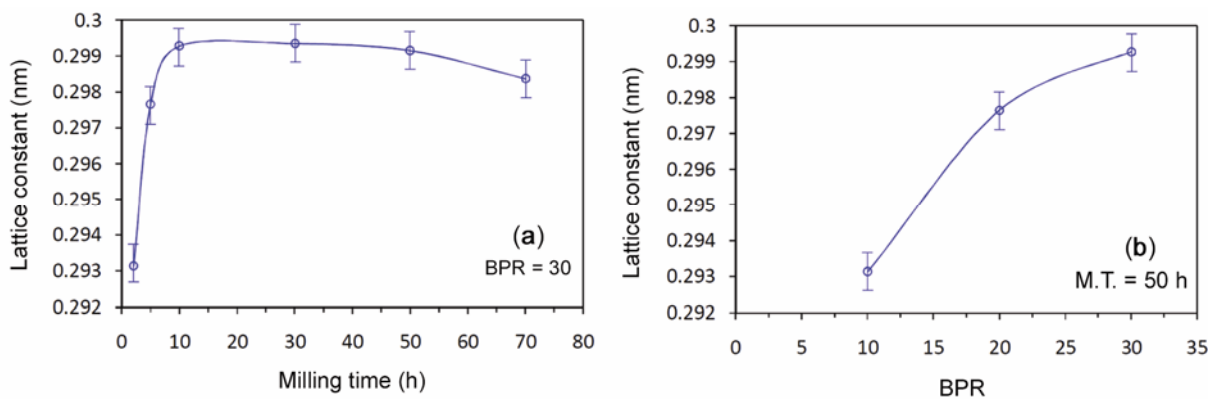 Lattice constant (nm)
0.3
0.299
0.298
0.297
0.296
0.295
0.294
0.293
0.292
0 10 20 30 40 50 60 70 80
Milling time (h)
(a)
BPR = 30
Lattice constant (nm)
0.3
0.299
0.298
0.297
0.296
0.295
0.294
0.293
0.292
0 5 10 15 20 25 30 35
BPR
(b)
M.T. = 50 h